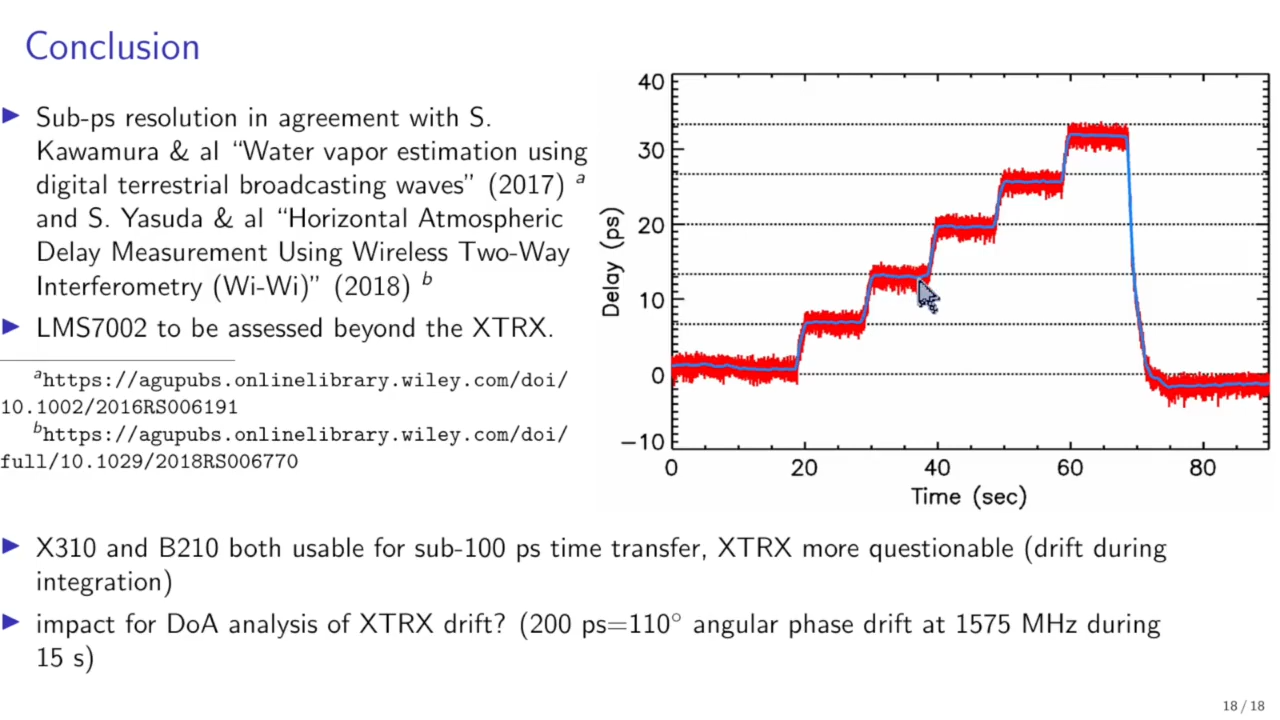 Conclusion
▶ Sub-ps resolution in agreement with S.
Kawamura & al “Water vapor estimation using
digital terrestrial broadcasting waves” (2017) a
and S. Yasuda & al “Horizontal Atmospheric
Delay Measurement Using Wireless Two-Way
Interferometry (Wi-Wi)” (2018) b
▶ LMS7002 to be assessed beyond the XTRX.
ahttps://agupubs.onlinelibrary.wiley.com/doi/
10.1002/2016RS006191
bhttps://agupubs.onlinelibrary.wiley.com/doi/
full/10.1029/2018RS006770
40
30
20
10
0
−10
Delay (ps)
0 20 40 60 80
Time (sec)
▶ X310 and B210 both usable for sub-100 ps time transfer, XTRX more questionable (drift during
integration)
▶ impact for DoA analysis of XTRX drift? (200 ps=110° angular phase drift at 1575 MHz during
15 s)
18 / 18